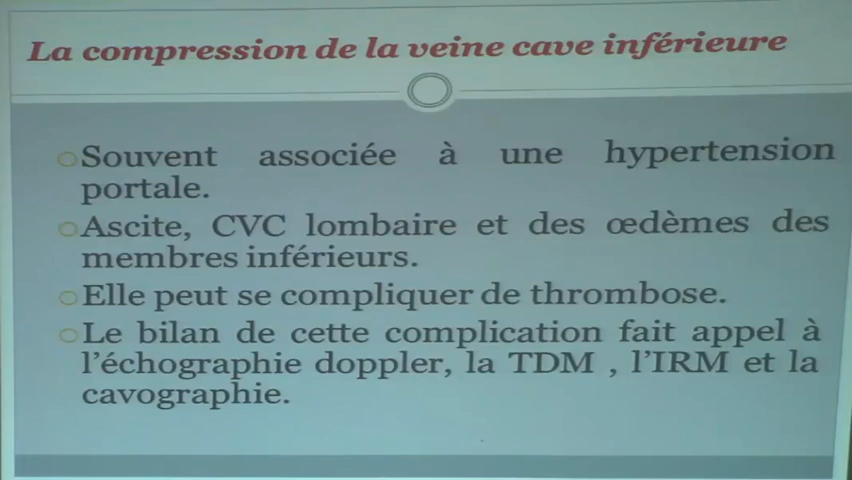 La compression de la veine cave inférieure
Souvent associée à une hypertension
portale.
Ascite, CVC lombaire et des œdèmes des
membres inférieurs.
Elle peut se compliquer de thrombose.
Le bilan de cette complication fait appel à
l'échographie doppler, la TDM , l'IRM et la
cavographie.